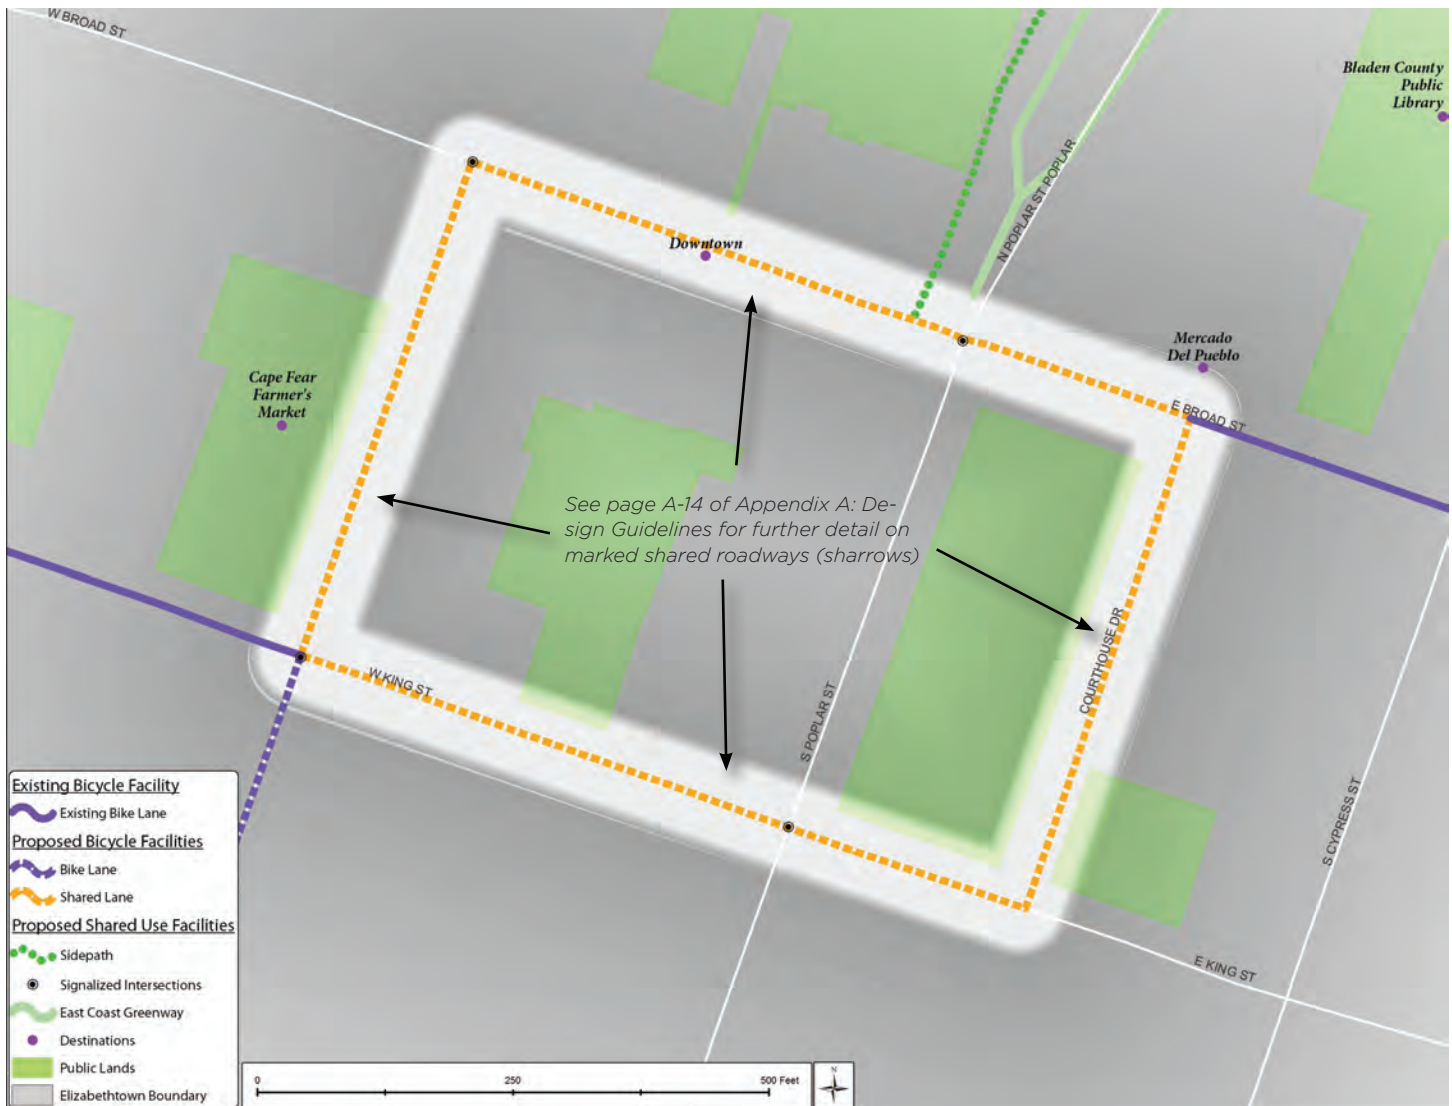 W BROAD ST
Bladen County
Public
Library
N POPLAR ST POPLAR
Downtown
Mercado
Del Pueblo
Cape Fear
Farmer's
Market
E BROAD ST
See page A-14 of Appendix A: De-
sign Guidelines for further detail on
marked shared roadways (sharrows)
COURTHOUSE DR
W KING ST
S POPLAR ST
S CYPRESS ST
E KING ST
Existing Bicycle Facility
Existing Bike Lane
Proposed Bicycle Facilities
Bike Lane
Shared Lane
Proposed Shared Use Facilities
Sidepath
Signalized Intersections
East Coast Greenway
Destinations
Public Lands
Elizabethtown Boundary
0 250 500 Feet
N